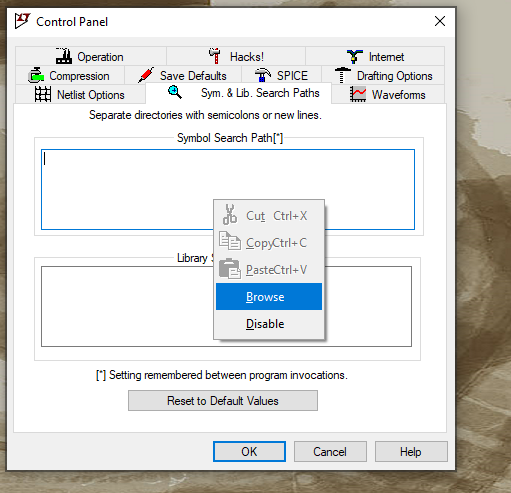 Control Panel
Operation Hacks! Internet
Compression Save Defaults SPICE Drafting Options
Netlist Options Sym. & Lib. Search Paths Waveforms
Separate directories with semicolons or new lines.
Symbol Search Path[*]
Cut Ctrl+X
Copy Ctrl+C
Library S
Paste Ctrl+V
Browse
Disable
[*] Setting remembered between program invocations.
Reset to Default Values
OK Cancel Help